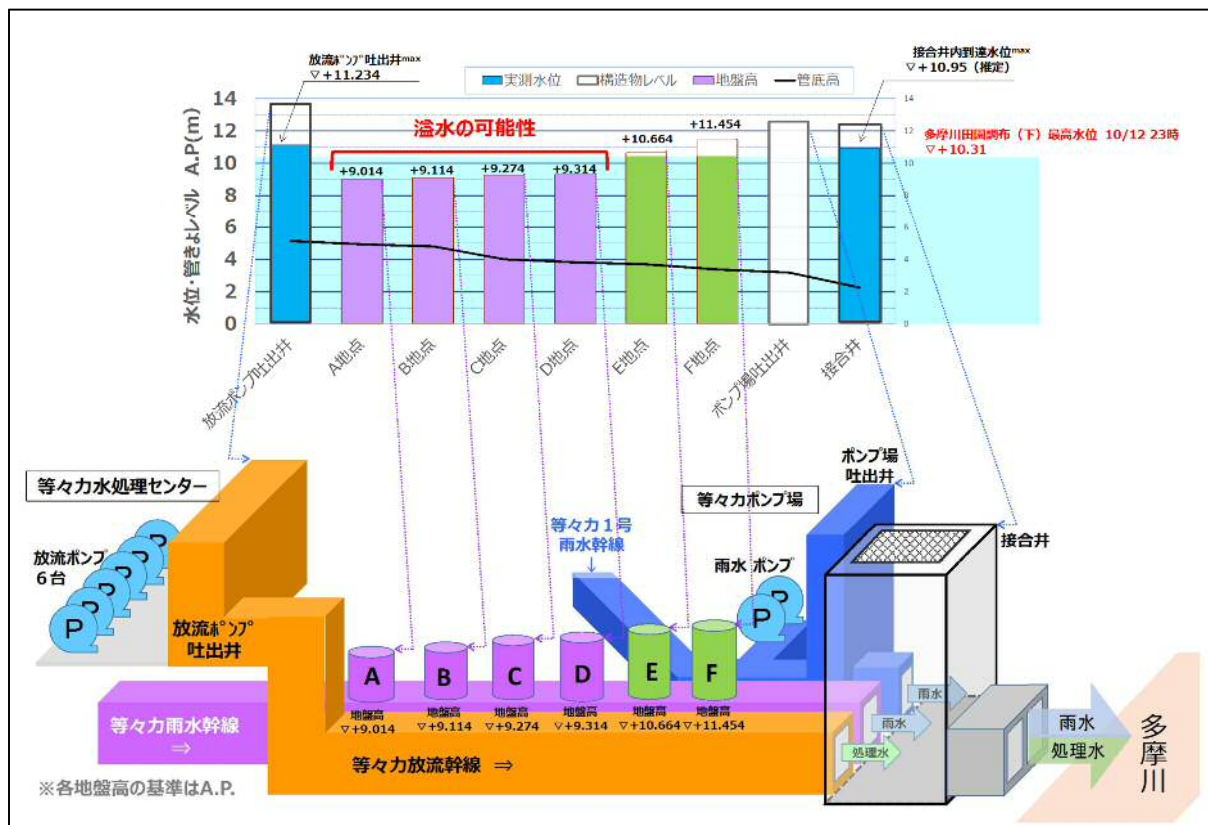 放流ポンプ吐出井max
▽+11.234
接合井内到達水位max
▽+10.95（推定）
実測水位
構造物レベル
地盤高
管底高
水位・管きょレベル A.P(m)
14
12
10
8
6
4
2
0
溢水の可能性
+9.014
+9.114
+9.274
+9.314
+10.664
+11.454
14
12
10
8
6
4
2
0
多摩川田園調布（下）最高水位 10/12 23時
▽+10.31
放流ポンプ吐出井
A地点
B地点
C地点
D地点
E地点
F地点
ポンプ場吐出井
接合井
等々力水処理センター
放流ポンプ
６台
P
P
P
P
P
P
放流ポンプ
吐出井
等々力１号
雨水幹線
等々力ポンプ場
雨水 ポンプ
P
P
ポンプ場
吐出井
接合井
A
B
C
D
E
F
地盤高
▽+9.014
地盤高
▽+9.114
地盤高
▽+9.274
地盤高
▽+9.314
地盤高
▽+10.664
地盤高
▽+11.454
等々力雨水幹線
⇒
等々力放流幹線 ⇒
処理水
雨水
雨水
雨水
処理水
多摩川
※各地盤高の基準はA.P.